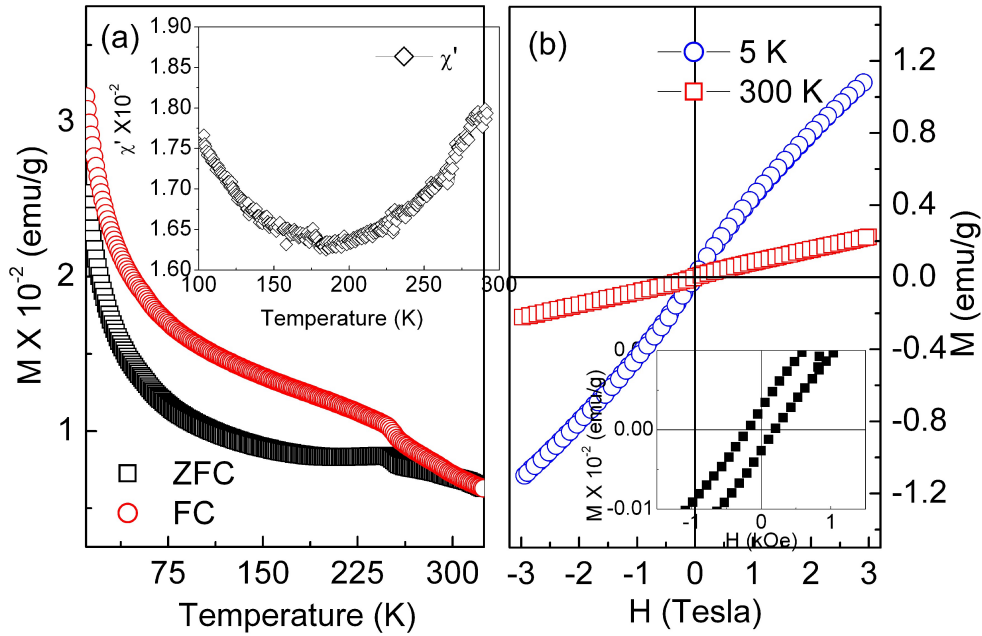 (a)
1.90
1.85
1.80
1.75
1.70
1.65
1.60
χ' X10⁻²
χ'
100
150
200
250
300
Temperature (K)
3
2
1
M X 10⁻² (emu/g)
ZFC
FC
75
150
225
300
Temperature (K)
(b)
5 K
300 K
1.2
0.8
0.4
0.0
-0.4
-0.8
-1.2
M (emu/g)
0.00
-0.01
M X 10⁻² (emu/g)
-1
0
1
H (kOe)
-3
-2
-1
0
1
2
3
H (Tesla)